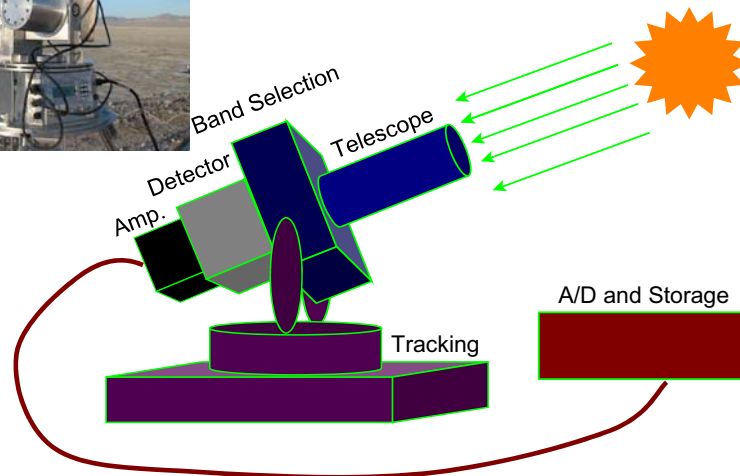 Band Selection
Telescope
Detector
Amp.
A/D and Storage
Tracking